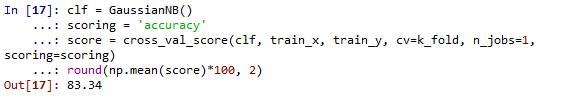 In [17]: clf = GaussianNB()
...: scoring = 'accuracy'
...: score = cross_val_score(clf, train_x, train_y, cv=k_fold, n_jobs=1,
scoring=scoring)
...: round(np.mean(score)*100, 2)
Out[17]: 83.34